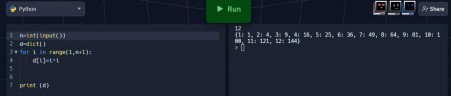 Python
Run
Share
1 n=int(input())
2 d=dict()
3 for i in range(1,n+1):
4 d[i]=i*i
5
6
7 print (d)
12
{1: 1, 2: 4, 3: 9, 4: 16, 5: 25, 6: 36, 7: 49, 8: 64, 9: 81, 10: 1
00, 11: 121, 12: 144}
>